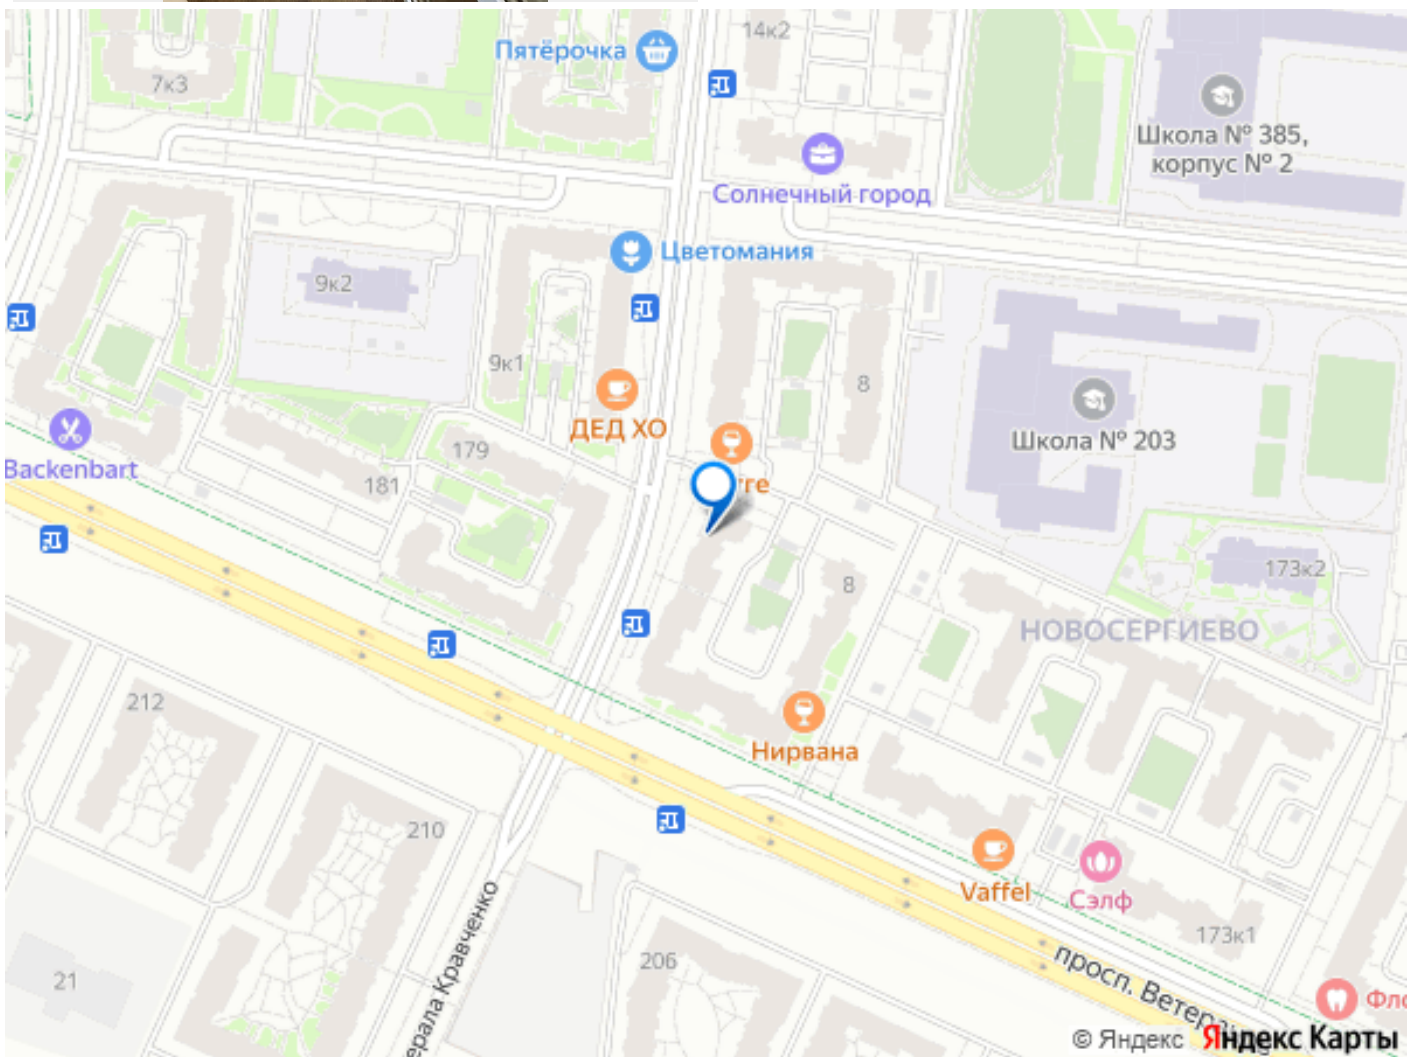 14к2
Пятёрочка
7к3
Школа № 385,
корпус № 2
Солнечный город
Цветомания
9к2
9к1
8
ДЕД ХО
Школа № 203
179
Backenbart
181
173к2
8
НОВОСЕРГИЕВО
212
Нирвана
210
Vaffel
Сэлф
173к1
206
21
просп.
© Яндекс
Яндекс Карты
Кравченко